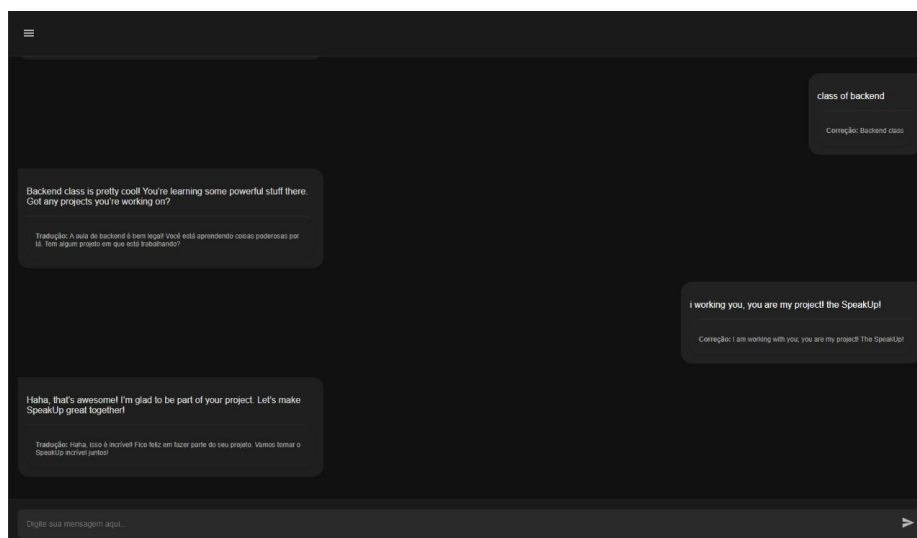 class of backend
Correção: Backend class
Backend class is pretty cool! You're learning some powerful stuff there.
Got any projects you're working on?
Tradução: A aula de backend é bem legal! Você está aprendendo coisas poderosas por
lá. Tem algum projeto em que está trabalhando?
i working you, you are my project! the SpeakUp!
Correção: I am working with you; you are my project! The SpeakUp!
Haha, that's awesome! I'm glad to be part of your project. Let's make
SpeakUp great together!
Tradução: Haha, isso é incrível! Fico feliz em fazer parte do seu projeto. Vamos tornar o
SpeakUp incrível juntos!
Digite sua mensagem aqui...